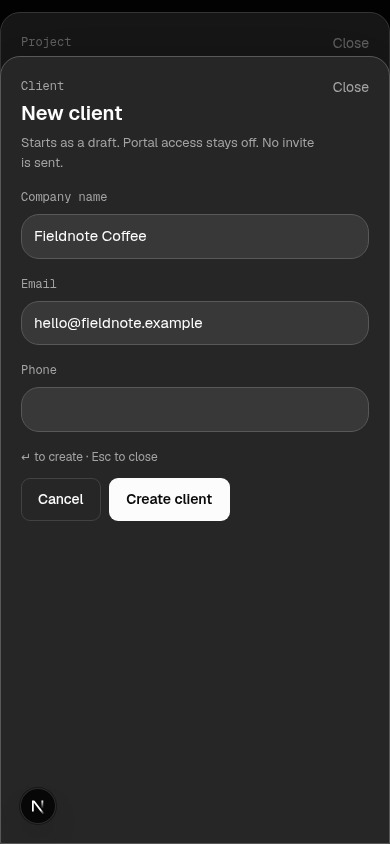 Project
Close
Client
Close
New client
Starts as a draft. Portal access stays off. No invite
is sent.
Company name
Fieldnote Coffee
Email
hello@fieldnote.example
Phone
↵ to create · Esc to close
Cancel
Create client
N